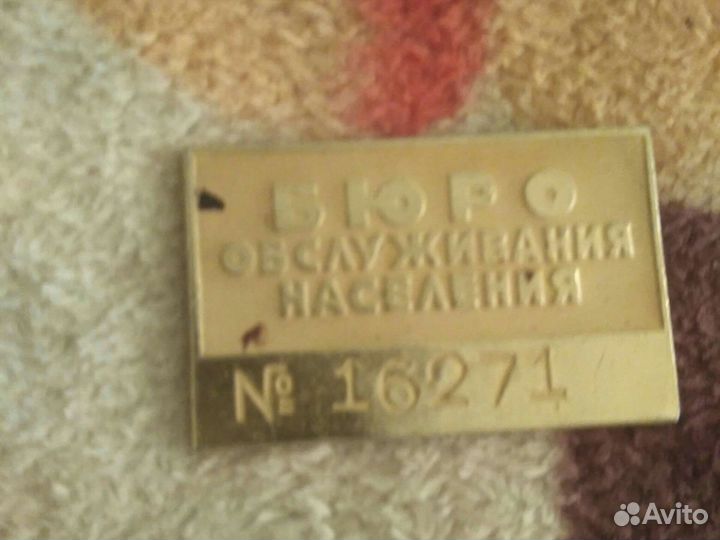 БЮРО
ОБСЛУЖИВАНИЯ
НАСЕЛЕНИЯ
№ 16271
Avito